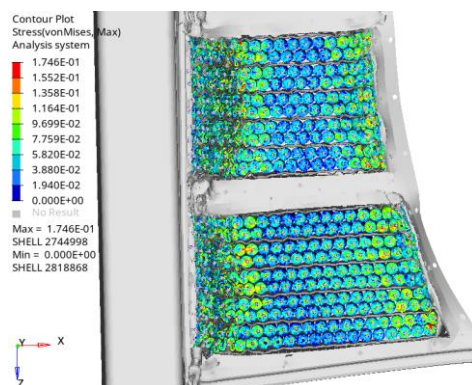 Contour Plot
Stress(vonMises, Max)
Analysis system
1.746E-01
1.552E-01
1.358E-01
1.164E-01
9.699E-02
7.759E-02
5.820E-02
3.880E-02
1.940E-02
0.000E+00
No Result
Max = 1.746E-01
SHELL 2744998
Min = 0.000E+00
SHELL 2818868
Y
X
Z